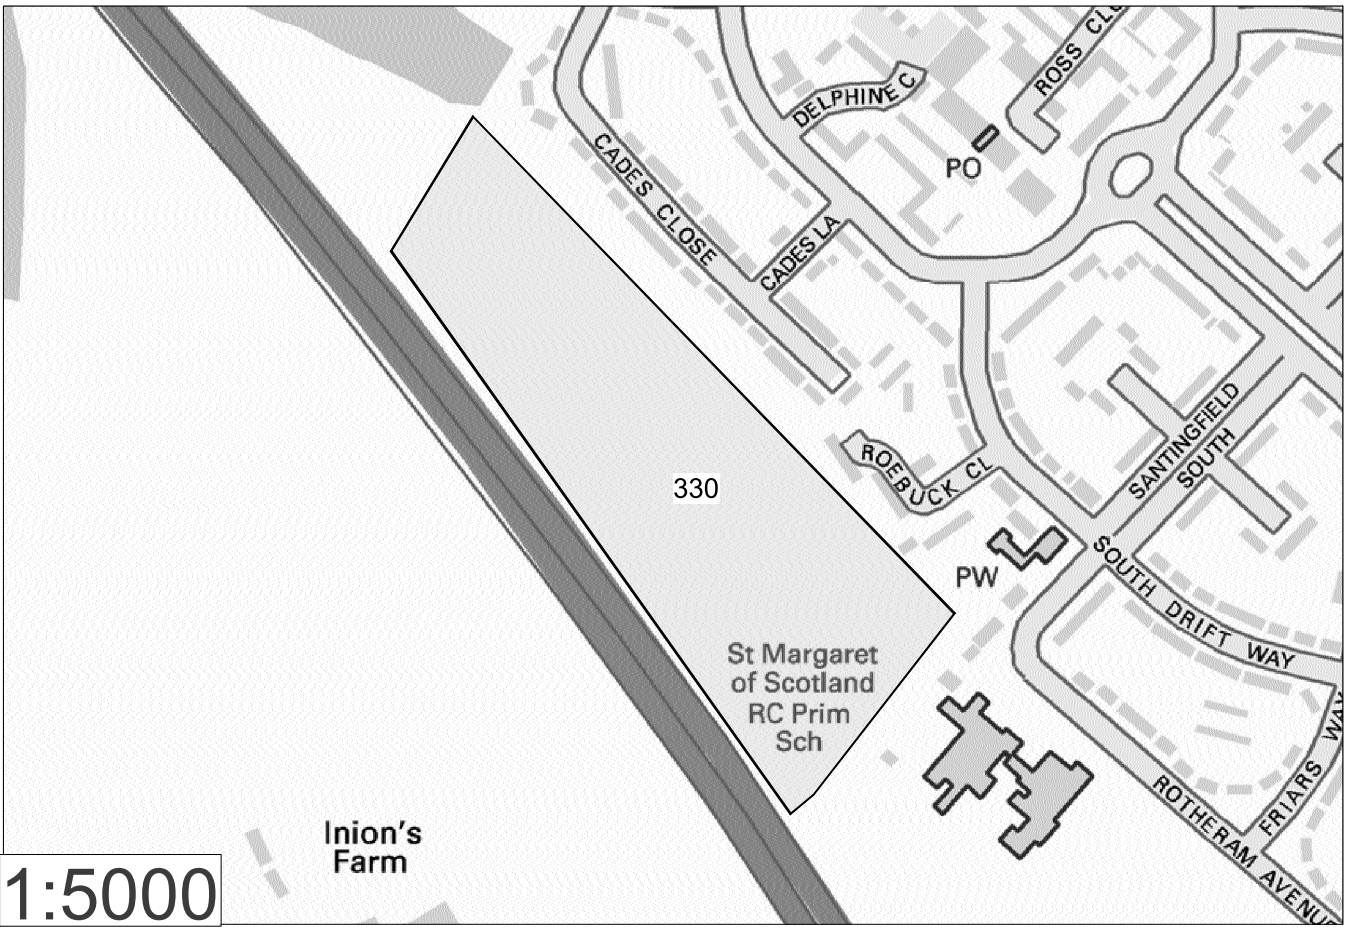 ROSS CLO
DELPHINE C
PO
CADES CLOSE
CADES LA
SANTINGFIELD
SOUTH
ROEBUCK CL
330
PW
SOUTH DRIFT WAY
St Margaret
of Scotland
RC Prim
Sch
FRIARS WAY
ROTHERAM AVENUE
Inion's
Farm
1:5000